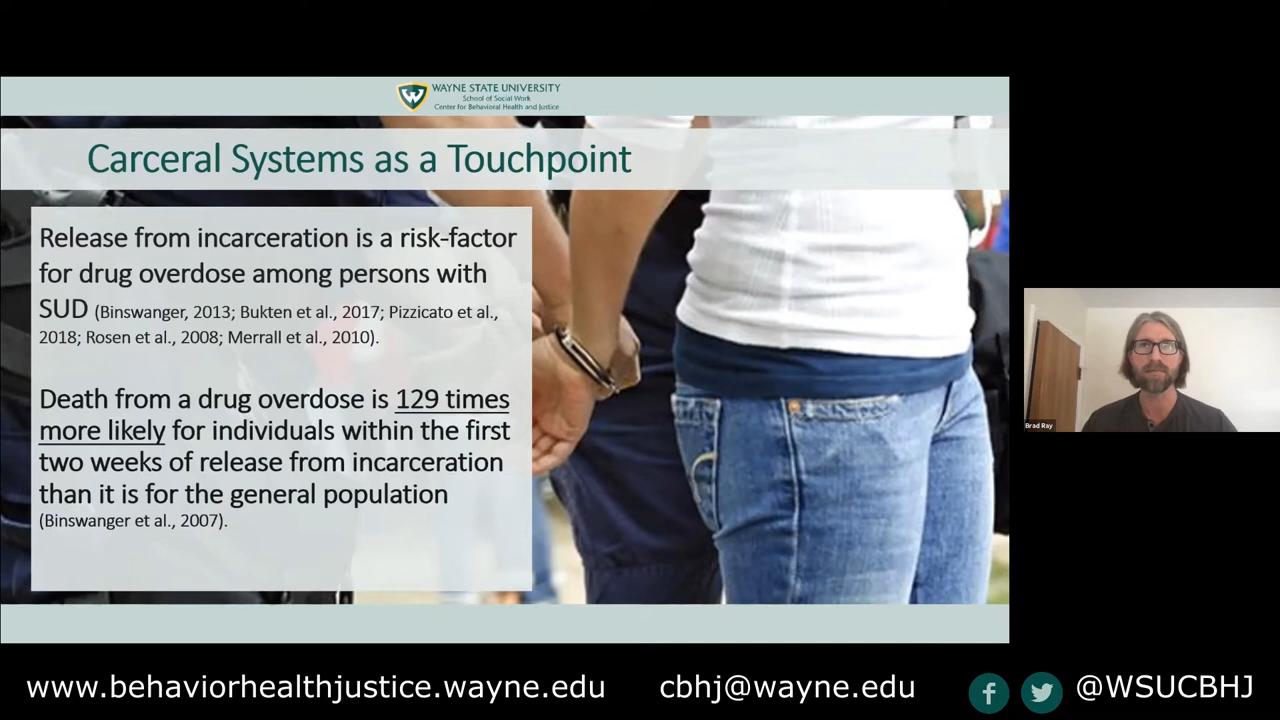 WAYNE STATE UNIVERSITY
School of Social Work
Center for Behavioral Health and Justice
Carceral Systems as a Touchpoint
Release from incarceration is a risk-factor
for drug overdose among persons with
SUD (Binswanger, 2013; Bukten et al., 2017; Pizzicato et al.,
2018; Rosen et al., 2008; Merrall et al., 2010).
Death from a drug overdose is 129 times
more likely for individuals within the first
two weeks of release from incarceration
than it is for the general population
(Binswanger et al., 2007).
Brad Ray
www.behaviorhealthjustice.wayne.edu
cbhj@wayne.edu
@WSUCBHJ